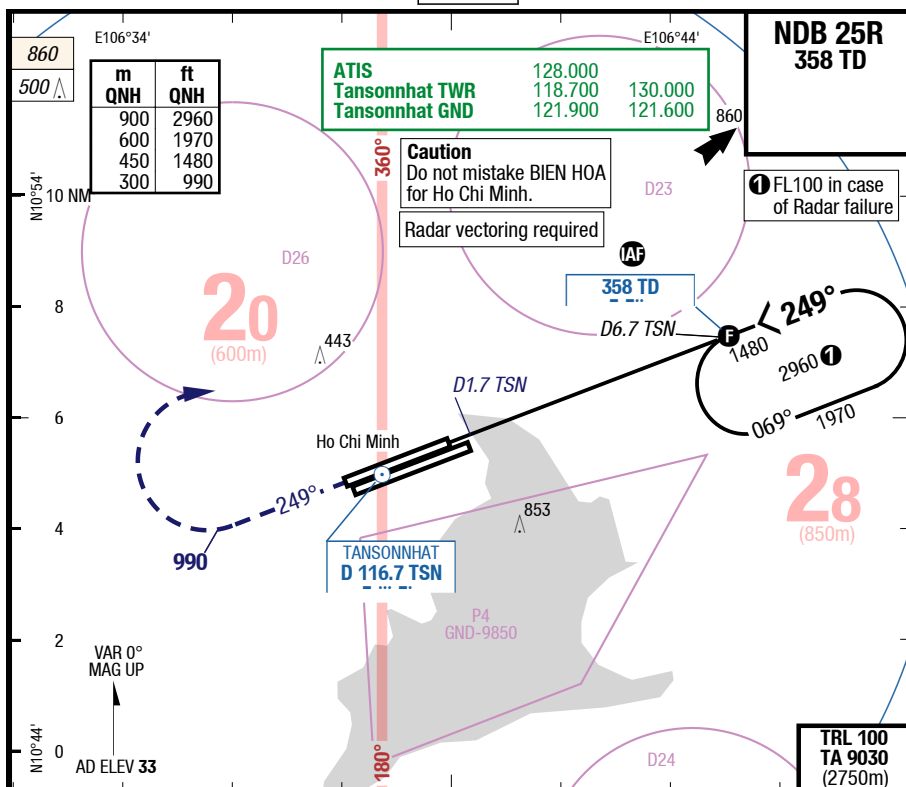 E106°34'
E106°44'
NDB 25R
358 TD
860
500
m ft
QNH QNH
900 2960
600 1970
450 1480
300 990
ATIS 128.000
Tansonnhat TWR 118.700 130.000
Tansonnhat GND 121.900 121.600
860
360°
Caution
Do not mistake BIEN HOA
for Ho Chi Minh.
Radar vectoring required
D23
1 FL100 in case
of Radar failure
N10°54'
10 NM
D26
IAF
358 TD
20
(600m)
8
443
D6.7 TSN
F
249°
1480
2960 1
D1.7 TSN
6
069°
1970
Ho Chi Minh
249°
28
(850m)
853
4
990
TANSONNHAT
D 116.7 TSN
P4
GND-9850
2
VAR 0°
MAG UP
N10°44'
0
AD ELEV 33
180°
D24
TRL 100
TA 9030
(2750m)